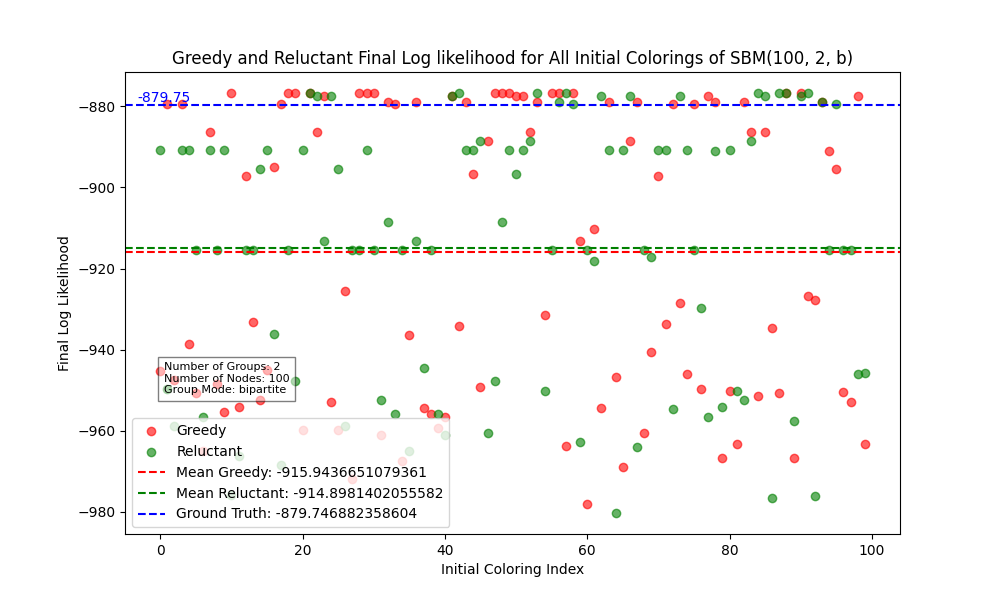 Greedy and Reluctant Final Log likelihood for All Initial Colorings of SBM(100, 2, b)
-879.75
−880
−900
−920
−940
−960
−980
Final Log Likelihood
Number of Groups: 2
Number of Nodes: 100
Group Mode: bipartite
Greedy
Reluctant
Mean Greedy: -915.9436651079361
Mean Reluctant: -914.8981402055582
Ground Truth: -879.746882358604
0
20
40
60
80
100
Initial Coloring Index